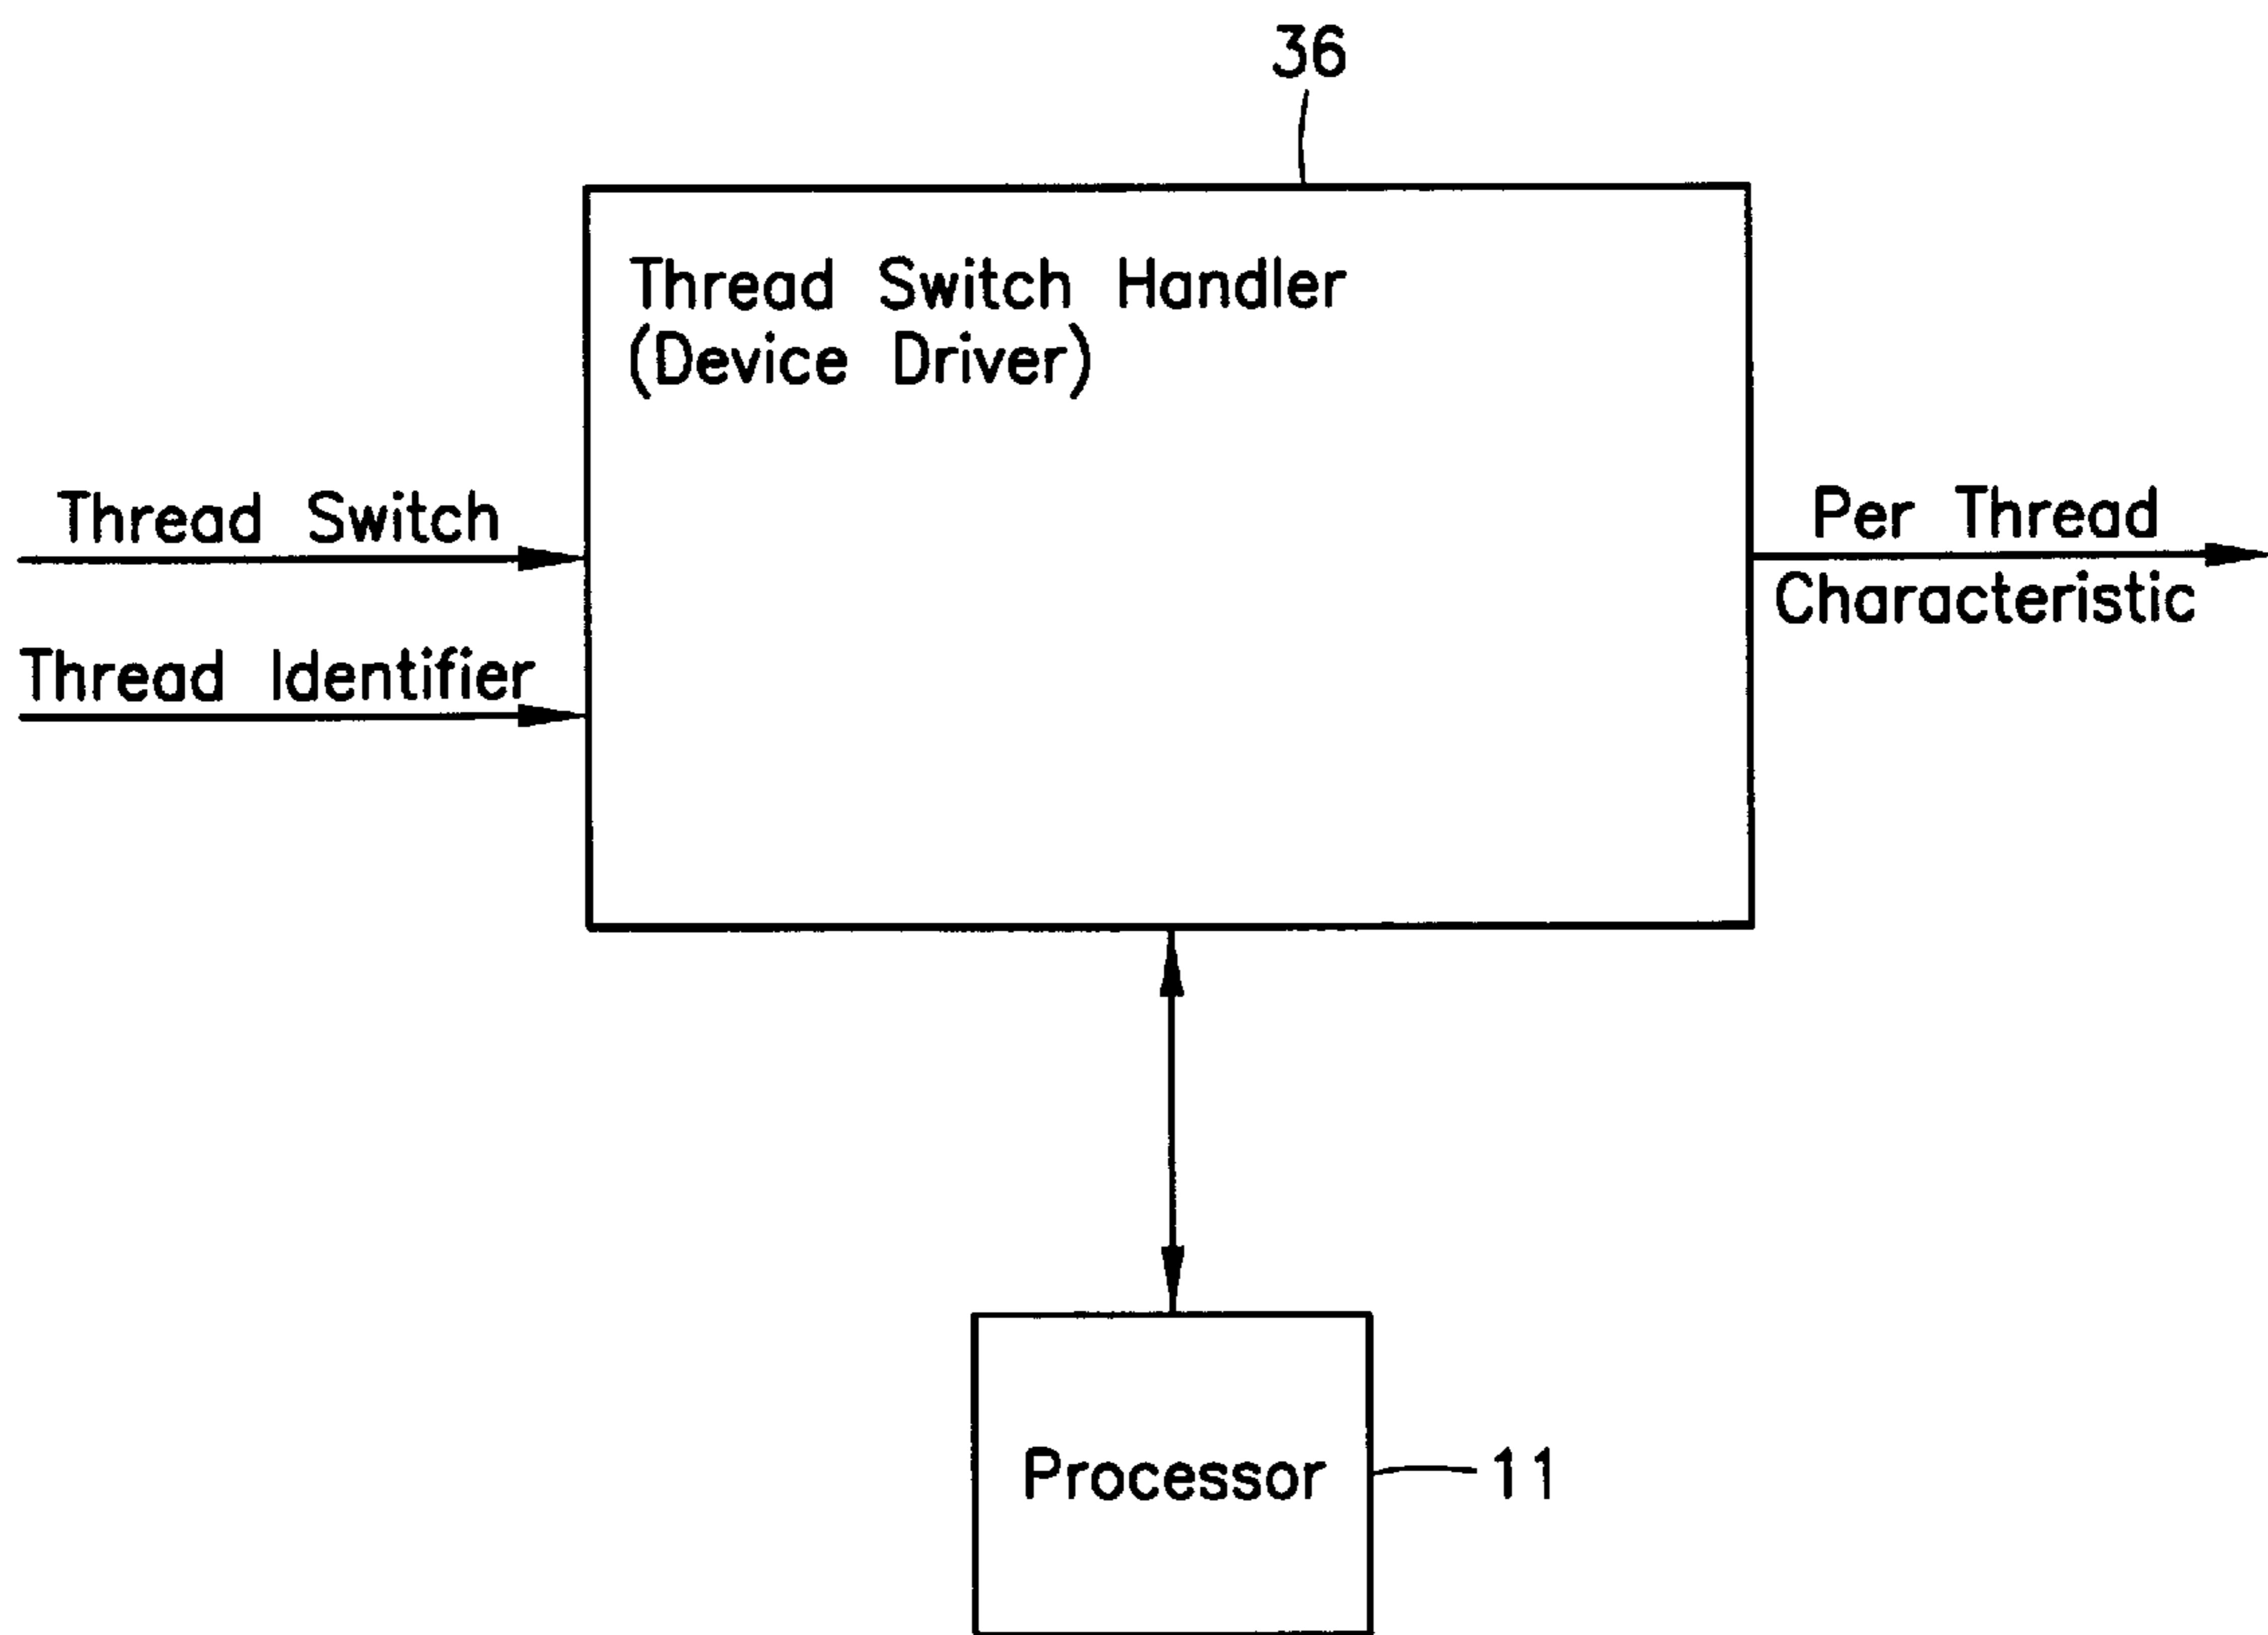 36
Thread Switch Handler
(Device Driver)
Thread Switch
Thread Identifier
Per Thread
Characteristic
Processor
11